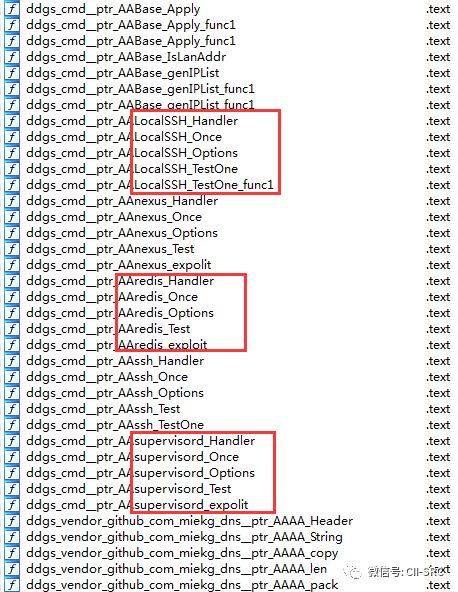 ddgs_cmd__ptr_AABase_Apply .text
ddgs_cmd__ptr_AABase_Apply_func1 .text
ddgs_cmd__ptr_AABase_Apply_func1 .text
ddgs_cmd__ptr_AABase_IsLanAddr .text
ddgs_cmd__ptr_AABase_genIPList .text
ddgs_cmd__ptr_AABase_genIPList_func1 .text
ddgs_cmd__ptr_AABase_genIPList_func1 .text
ddgs_cmd__ptr_AALocalSSH_Handler .text
ddgs_cmd__ptr_AALocalSSH_Once .text
ddgs_cmd__ptr_AALocalSSH_Options .text
ddgs_cmd__ptr_AALocalSSH_TestOne .text
ddgs_cmd__ptr_AALocalSSH_TestOne_func1 .text
ddgs_cmd__ptr_AAnexus_Handler .text
ddgs_cmd__ptr_AAnexus_Once .text
ddgs_cmd__ptr_AAnexus_Options .text
ddgs_cmd__ptr_AAnexus_Test .text
ddgs_cmd__ptr_AAnexus_expolit .text
ddgs_cmd__ptr_AAredis_Handler .text
ddgs_cmd__ptr_AAredis_Once .text
ddgs_cmd__ptr_AAredis_Options .text
ddgs_cmd__ptr_AAredis_Test .text
ddgs_cmd__ptr_AAredis_exploit .text
ddgs_cmd__ptr_AAssh_Handler .text
ddgs_cmd__ptr_AAssh_Once .text
ddgs_cmd__ptr_AAssh_Options .text
ddgs_cmd__ptr_AAssh_Test .text
ddgs_cmd__ptr_AAssh_TestOne .text
ddgs_cmd__ptr_AAsupervisord_Handler .text
ddgs_cmd__ptr_AAsupervisord_Once .text
ddgs_cmd__ptr_AAsupervisord_Options .text
ddgs_cmd__ptr_AAsupervisord_Test .text
ddgs_cmd__ptr_AAsupervisord_expolit .text
ddgs_vendor_github_com_miekg_dns__ptr_AAAA_Header .text
ddgs_vendor_github_com_miekg_dns__ptr_AAAA_String .text
ddgs_vendor_github_com_miekg_dns__ptr_AAAA_copy .text
ddgs_vendor_github_com_miekg_dns__ptr_AAAA_len .text
ddgs_vendor_github_com_miekg_dns__ptr_AAAA_pack .text
微信号: CII-SRC